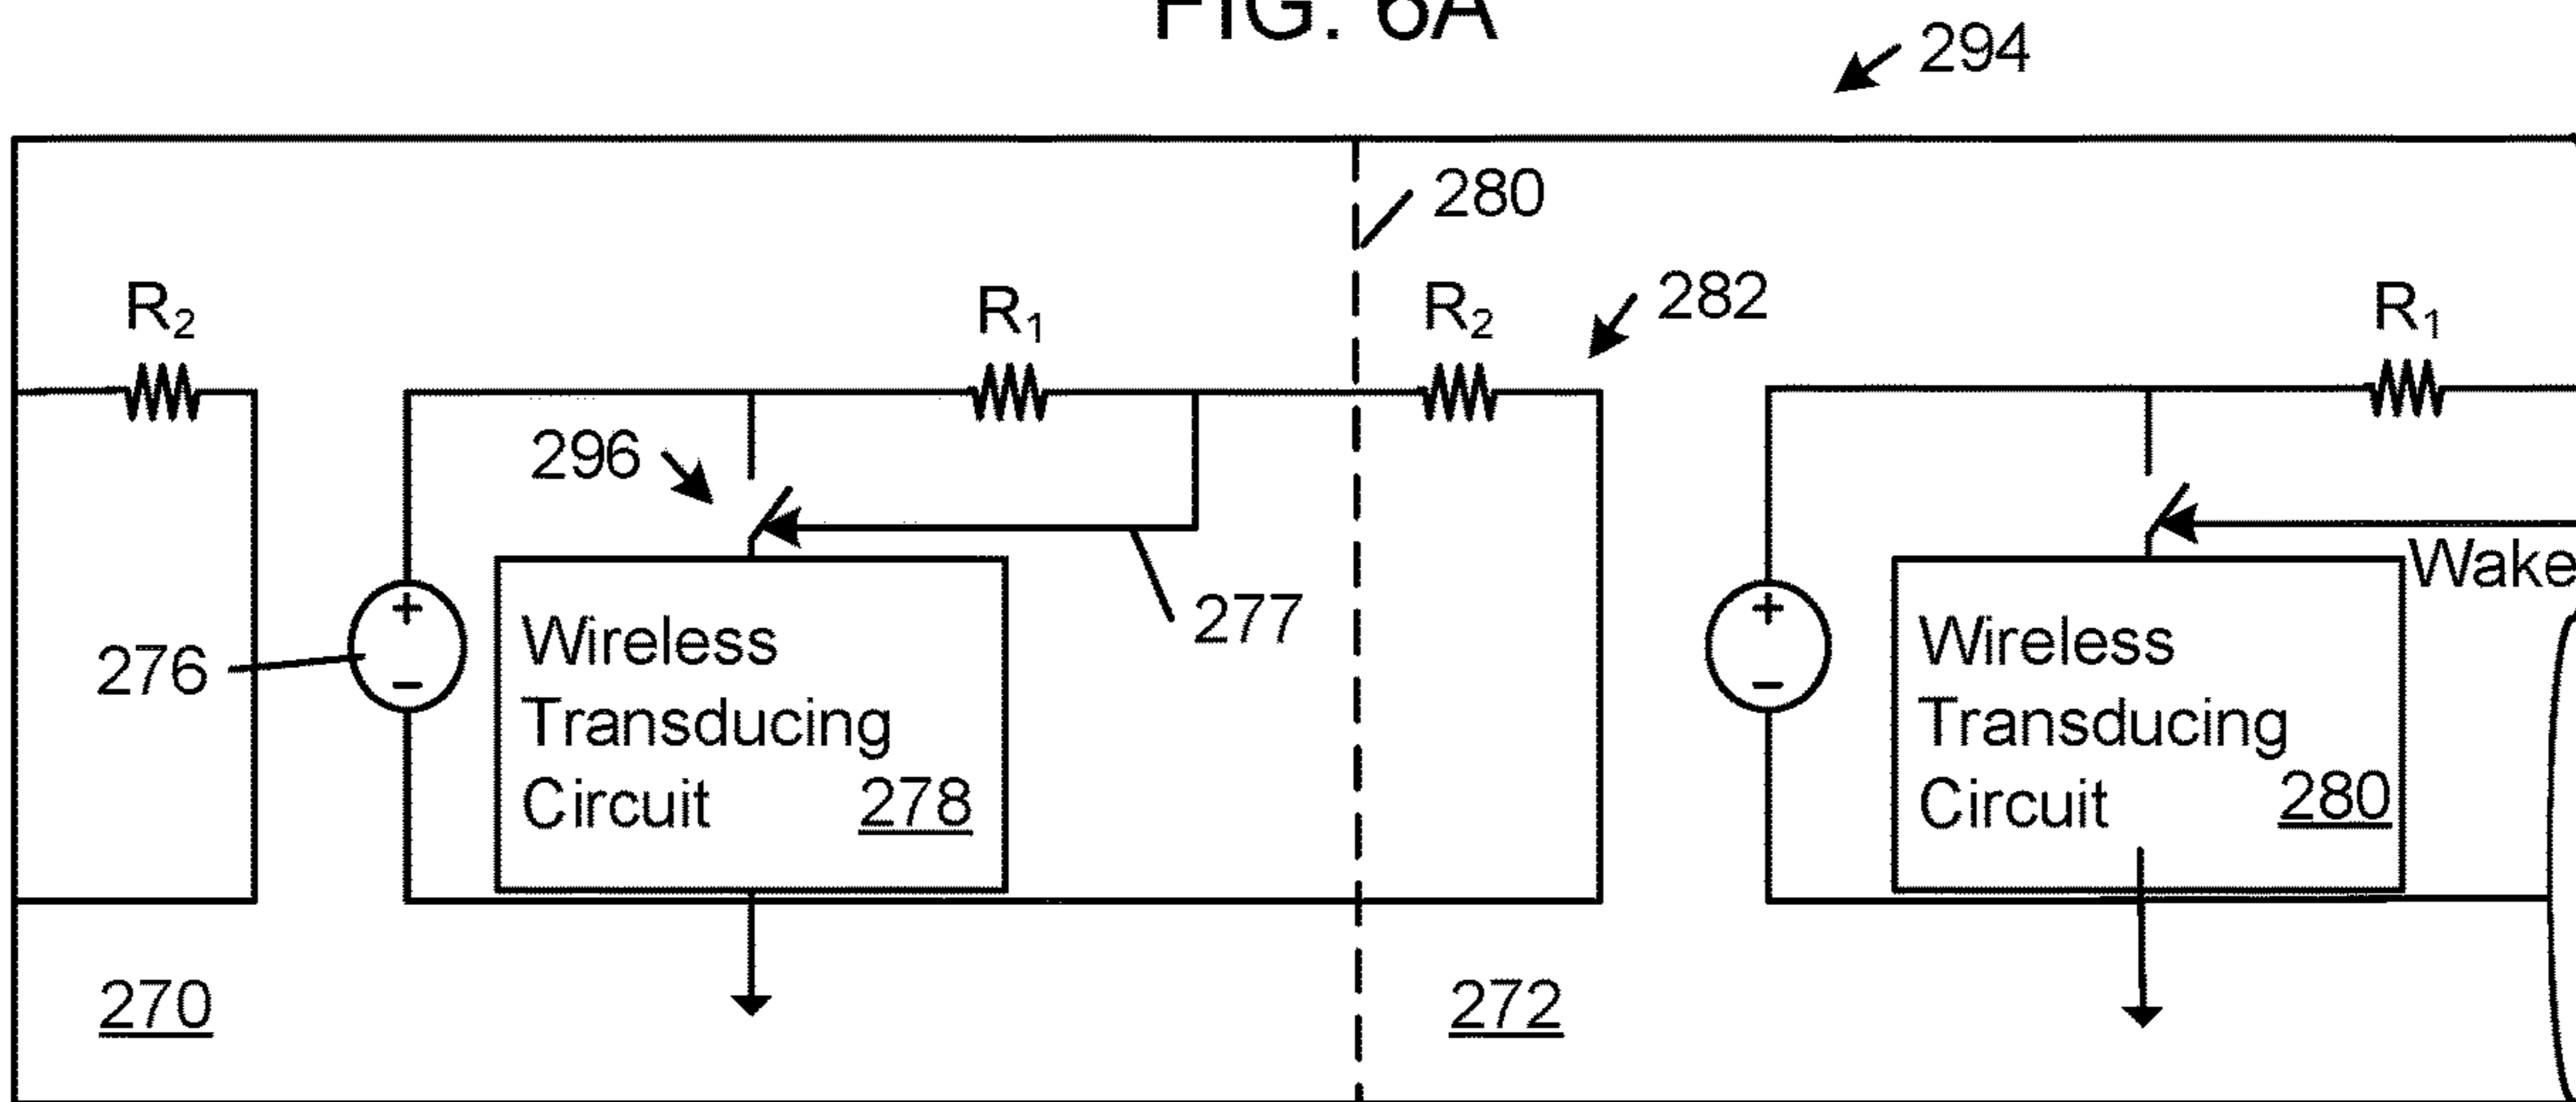 FIG. 6A
294
280
282
R₂
R₁
R₂
R₁
296
277
276
+
−
Wireless
Transducing
Circuit 278
+
−
Wireless
Transducing
Circuit 280
Wake
270
272